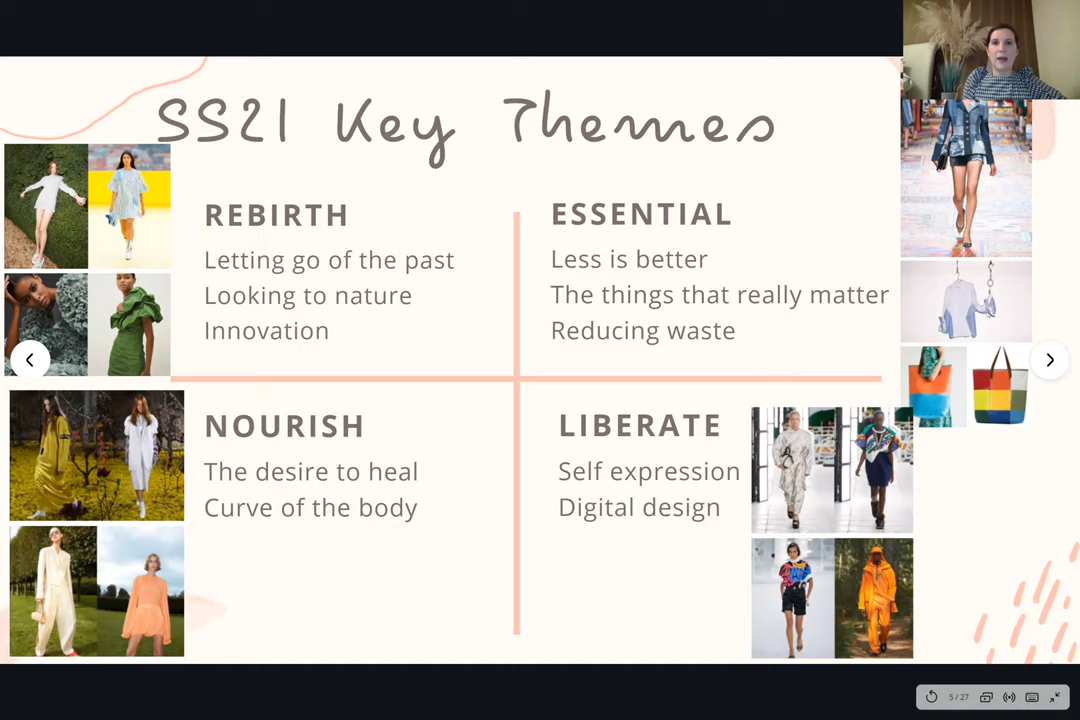 SS21 Key Themes
REBIRTH
Letting go of the past
Looking to nature
Innovation
ESSENTIAL
Less is better
The things that really matter
Reducing waste
NOURISH
The desire to heal
Curve of the body
LIBERATE
Self expression
Digital design
5 / 27